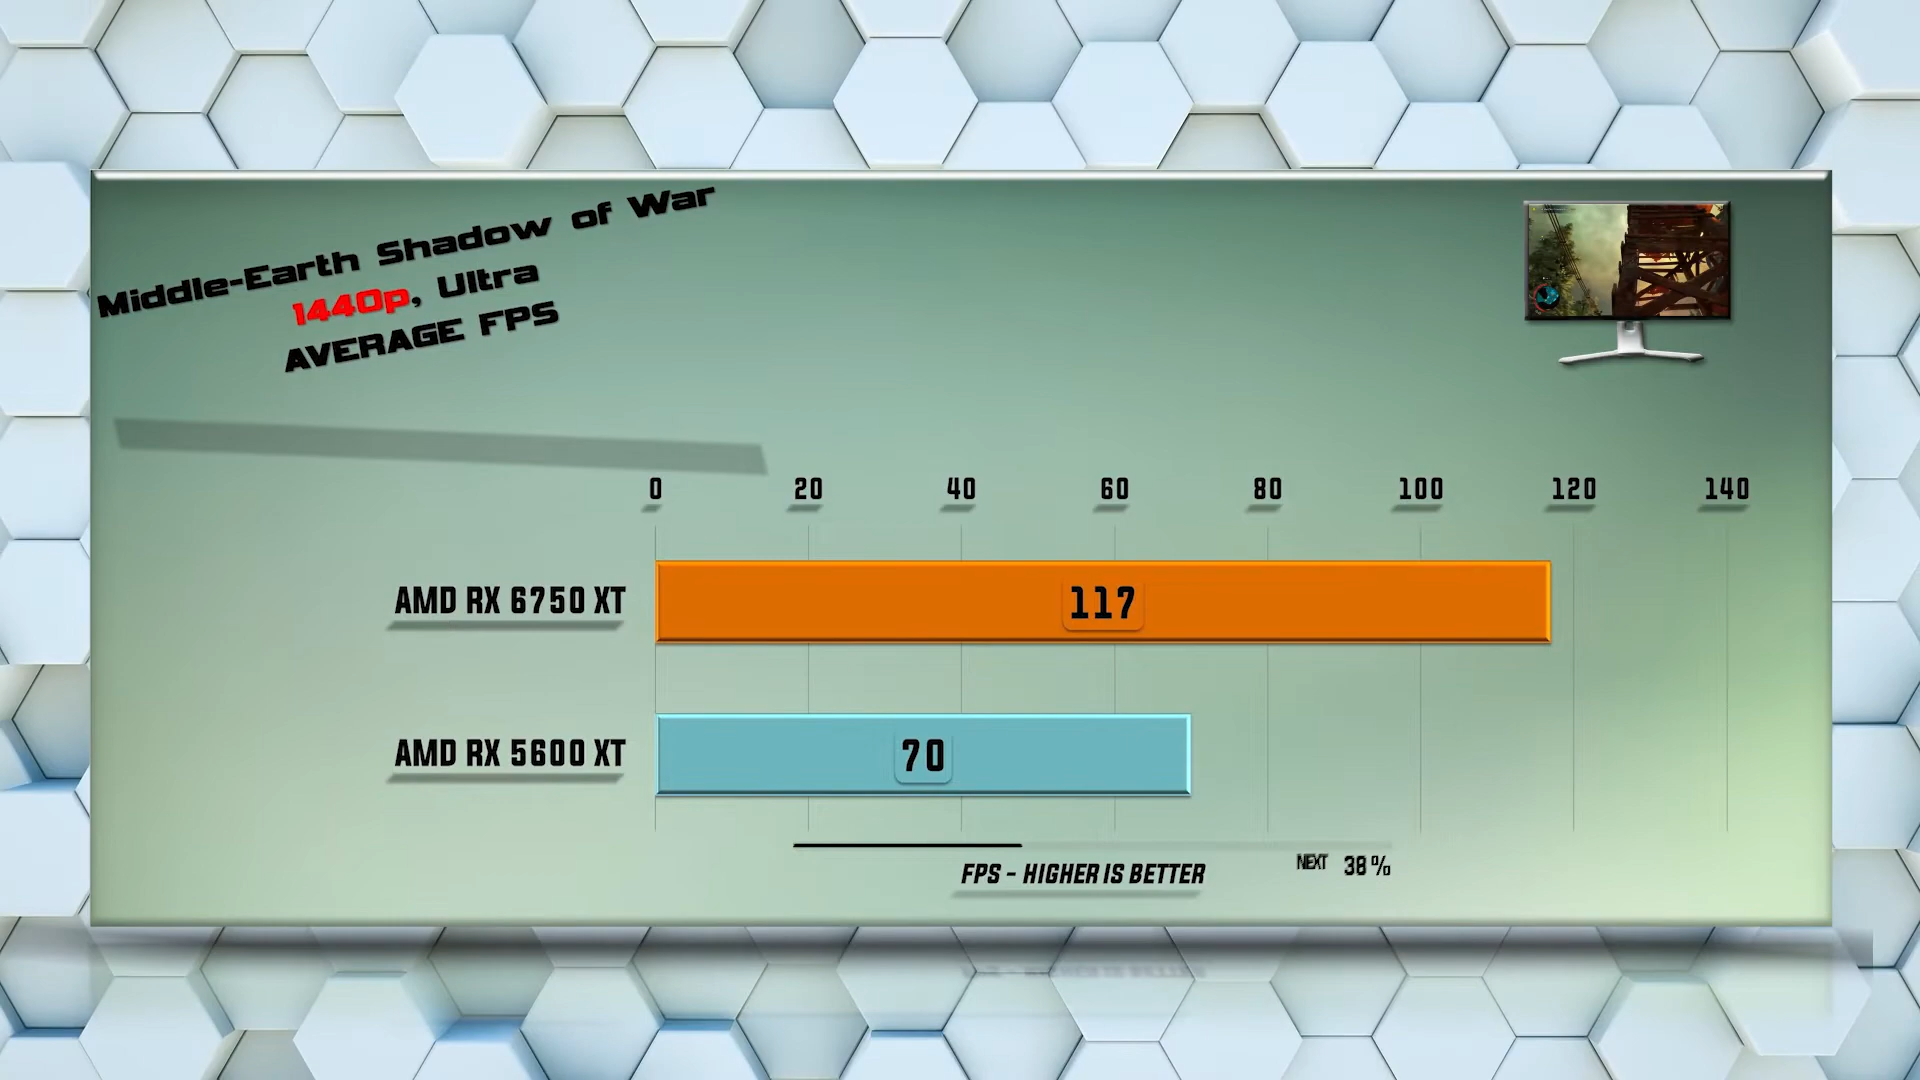 Middle-Earth Shadow of War
1440p, Ultra
AVERAGE FPS
0 20 40 60 80 100 120 140
AMD RX 6750 XT 117
AMD RX 5600 XT 70
FPS - HIGHER IS BETTER
NEXT 38%